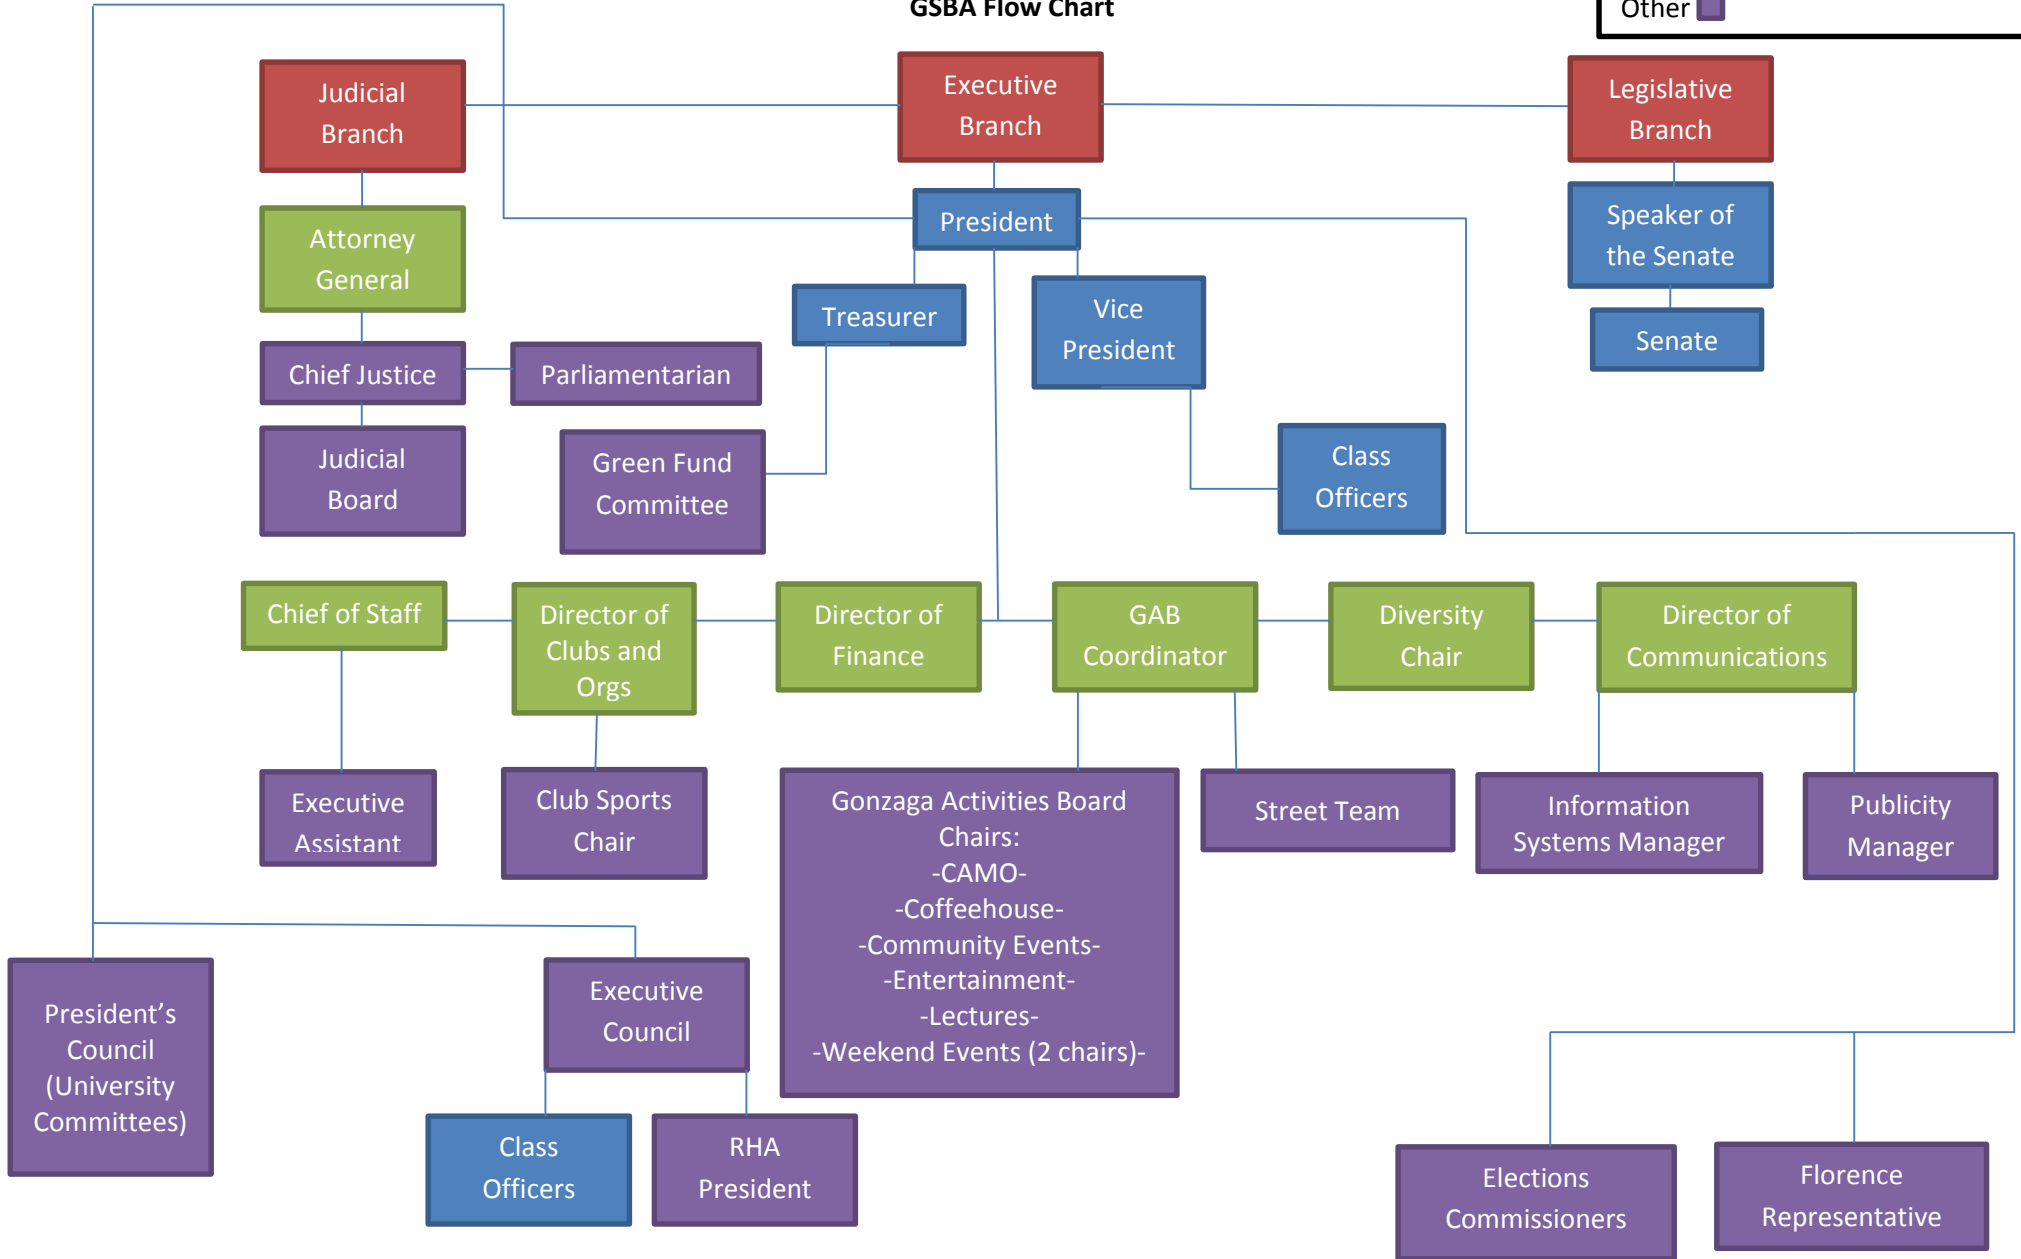 GSBA Flow Chart
Other
Judicial
Branch
Executive
Branch
Legislative
Branch
Attorney
General
President
Speaker of
the Senate
Treasurer
Vice
President
Senate
Chief Justice
Parliamentarian
Judicial
Board
Green Fund
Committee
Class
Officers
Chief of Staff
Director of
Clubs and
Orgs
Director of
Finance
GAB
Coordinator
Diversity
Chair
Director of
Communications
Executive
Assistant
Club Sports
Chair
Gonzaga Activities Board
Chairs:
-CAMO-
-Coffeehouse-
-Community Events-
-Entertainment-
-Lectures-
-Weekend Events (2 chairs)-
Street Team
Information
Systems Manager
Publicity
Manager
President’s
Council
(University
Committees)
Executive
Council
Class
Officers
RHA
President
Elections
Commissioners
Florence
Representative